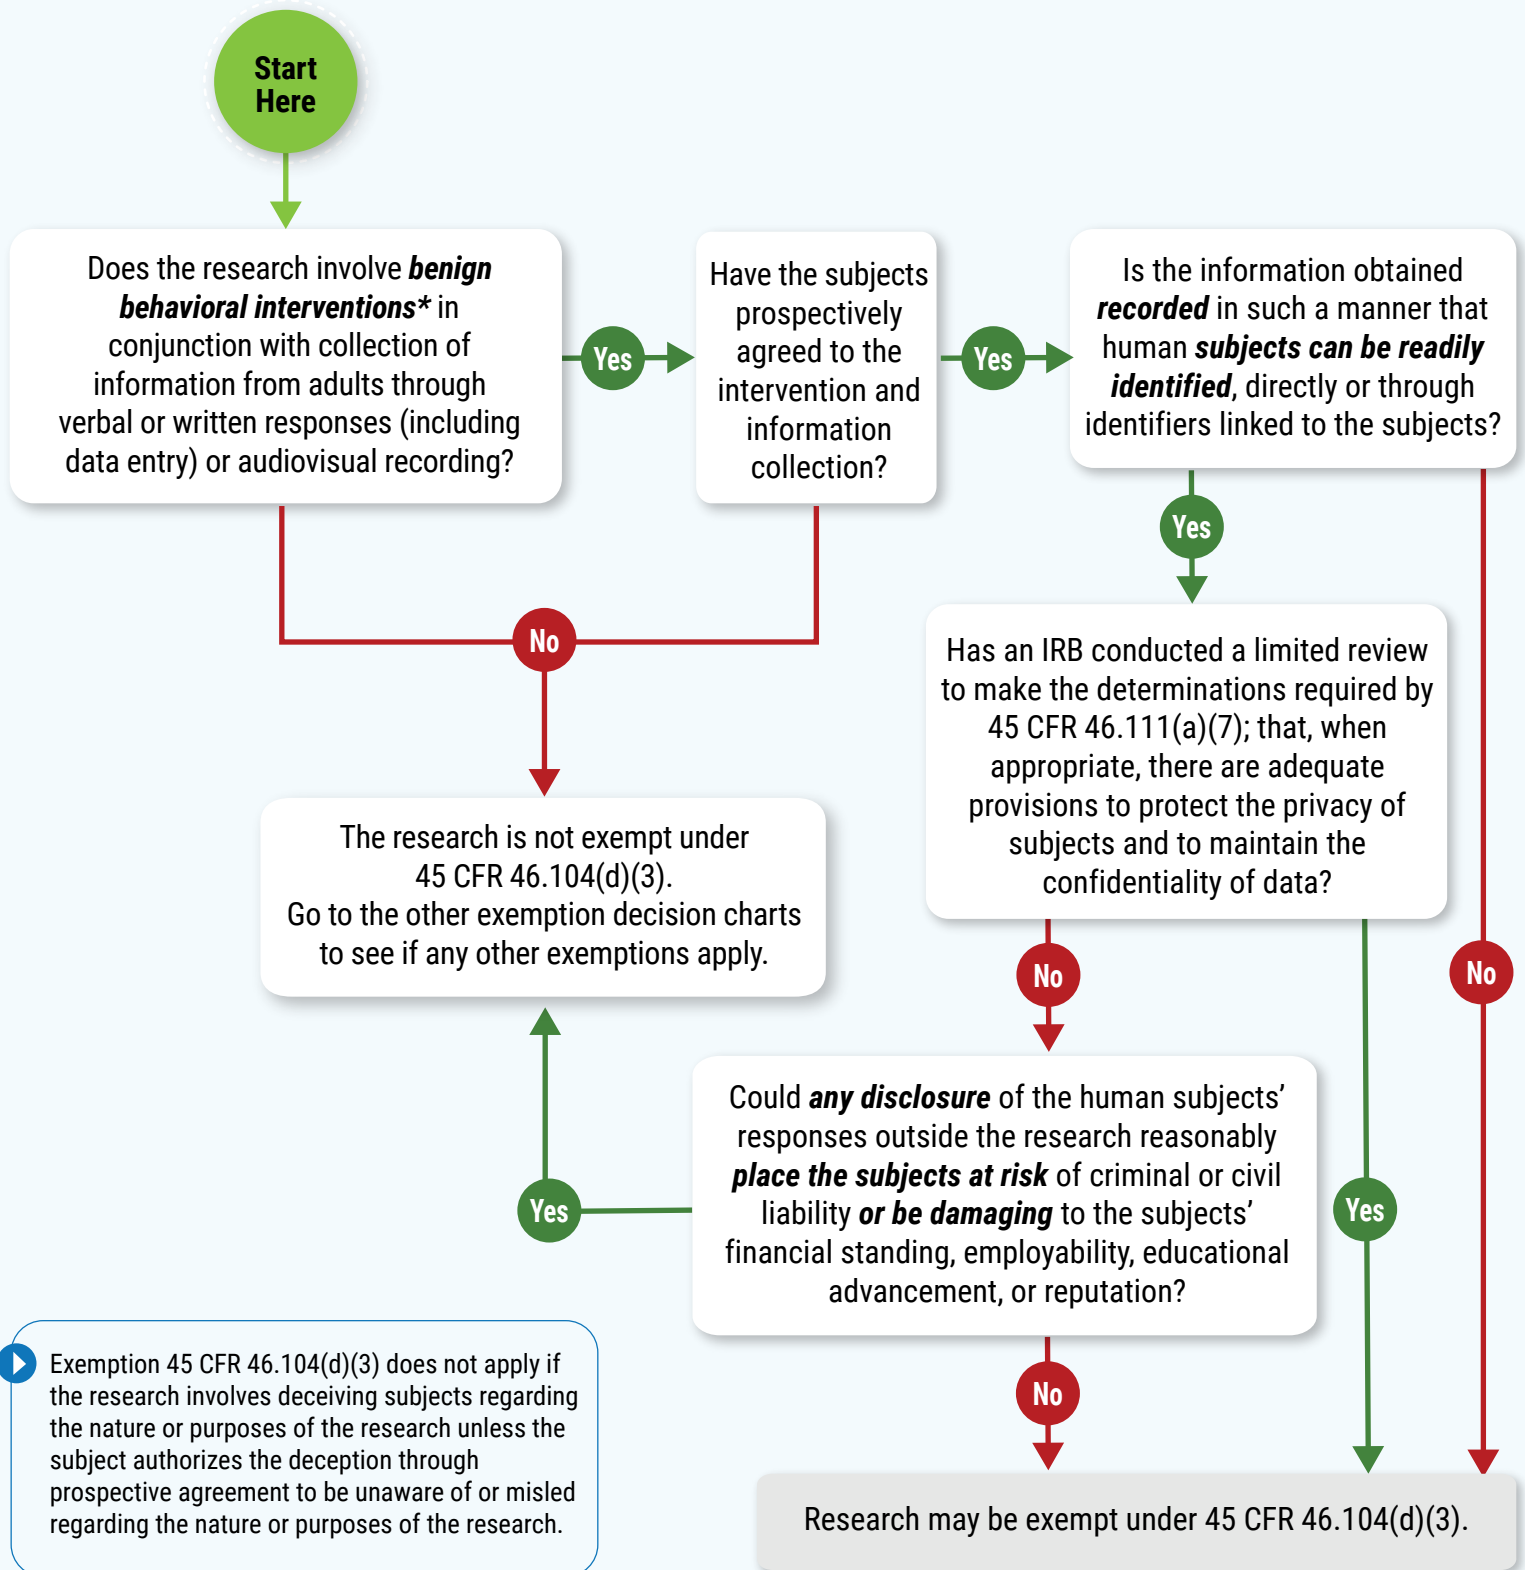 Start
Here
Does the research involve benign
behavioral interventions* in
conjunction with collection of
information from adults through
verbal or written responses (including
data entry) or audiovisual recording?
Yes
Have the subjects
prospectively
agreed to the
intervention and
information
collection?
Yes
Is the information obtained
recorded in such a manner that
human subjects can be readily
identified, directly or through
identifiers linked to the subjects?
Yes
No
Has an IRB conducted a limited review
to make the determinations required by
45 CFR 46.111(a)(7); that, when
appropriate, there are adequate
provisions to protect the privacy of
subjects and to maintain the
confidentiality of data?
The research is not exempt under
45 CFR 46.104(d)(3).
Go to the other exemption decision charts
to see if any other exemptions apply.
No
No
Could any disclosure of the human subjects’
responses outside the research reasonably
place the subjects at risk of criminal or civil
liability or be damaging to the subjects’
financial standing, employability, educational
advancement, or reputation?
Yes
Yes
No
Exemption 45 CFR 46.104(d)(3) does not apply if
the research involves deceiving subjects regarding
the nature or purposes of the research unless the
subject authorizes the deception through
prospective agreement to be unaware of or misled
regarding the nature or purposes of the research.
Research may be exempt under 45 CFR 46.104(d)(3).